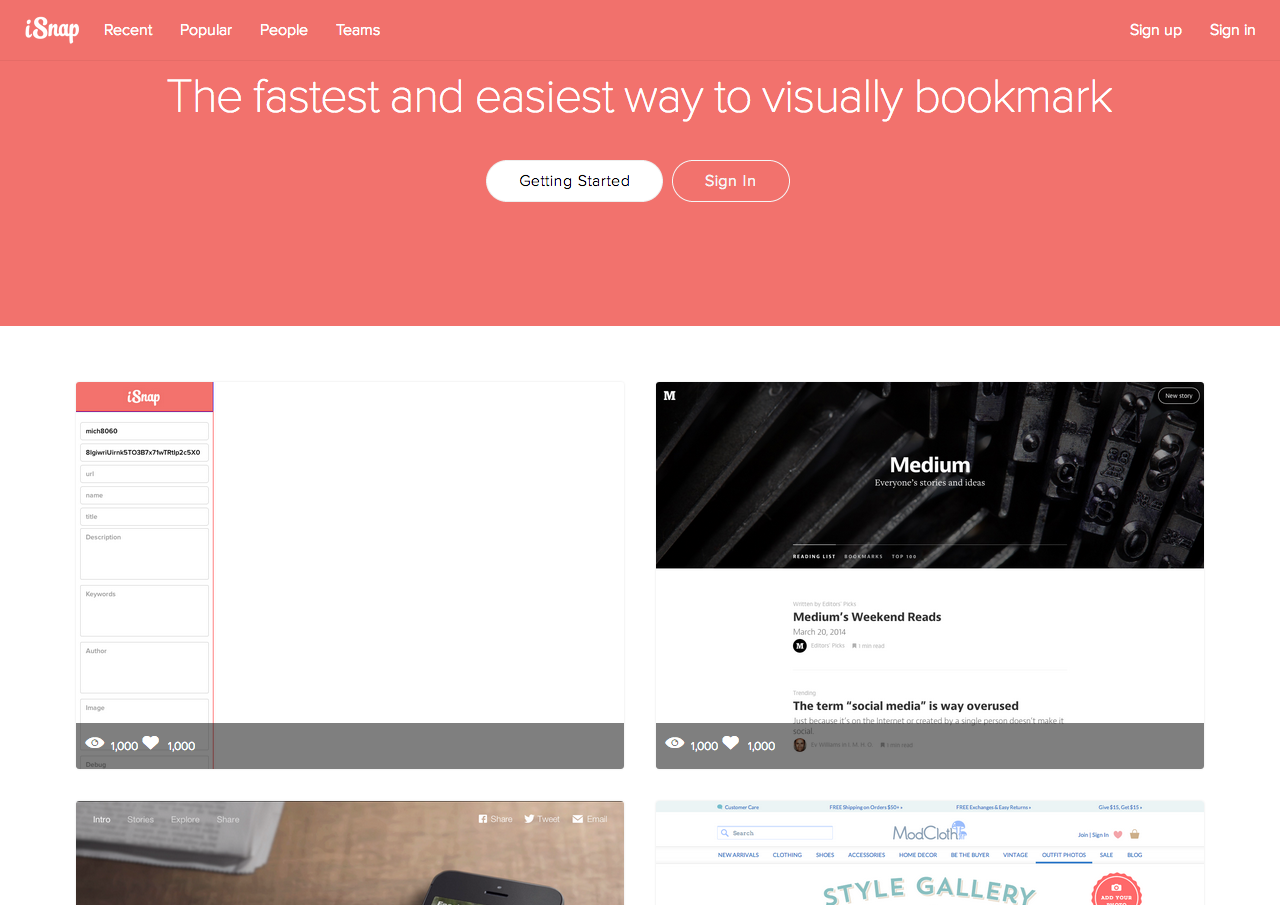 iSnap Recent Popular People Teams Sign up Sign in
The fastest and easiest way to visually bookmark
Getting Started Sign In
iSnap
mich8060
url
name
title
Description
Keywords
Author
Image
Debug
1,000 1,000
M New story
Medium
Everyone's stories and ideas
READING LIST BOOKMARKS TOP 100
Written by Editors' Picks
Medium's Weekend Reads
March 20, 2014
M Editors' Picks 1 min read
Trending
The term “social media” is way overused
Just because it's on the Internet or created by a single person doesn't make it
social.
1,000 1,000
Intro Stories Explore Share Share Tweet Email
Customer Care FREE Shipping on Orders $50+ » FREE Exchanges & Easy Returns » Give $15, Get $15 »
Search ModCloth Join | Sign In
NEW ARRIVALS CLOTHING SHOES ACCESSORIES HOME DECOR BE THE BUYER VINTAGE OUTFIT PHOTOS SALE BLOG
STYLE GALLERY
ADD YOUR
PHOTO